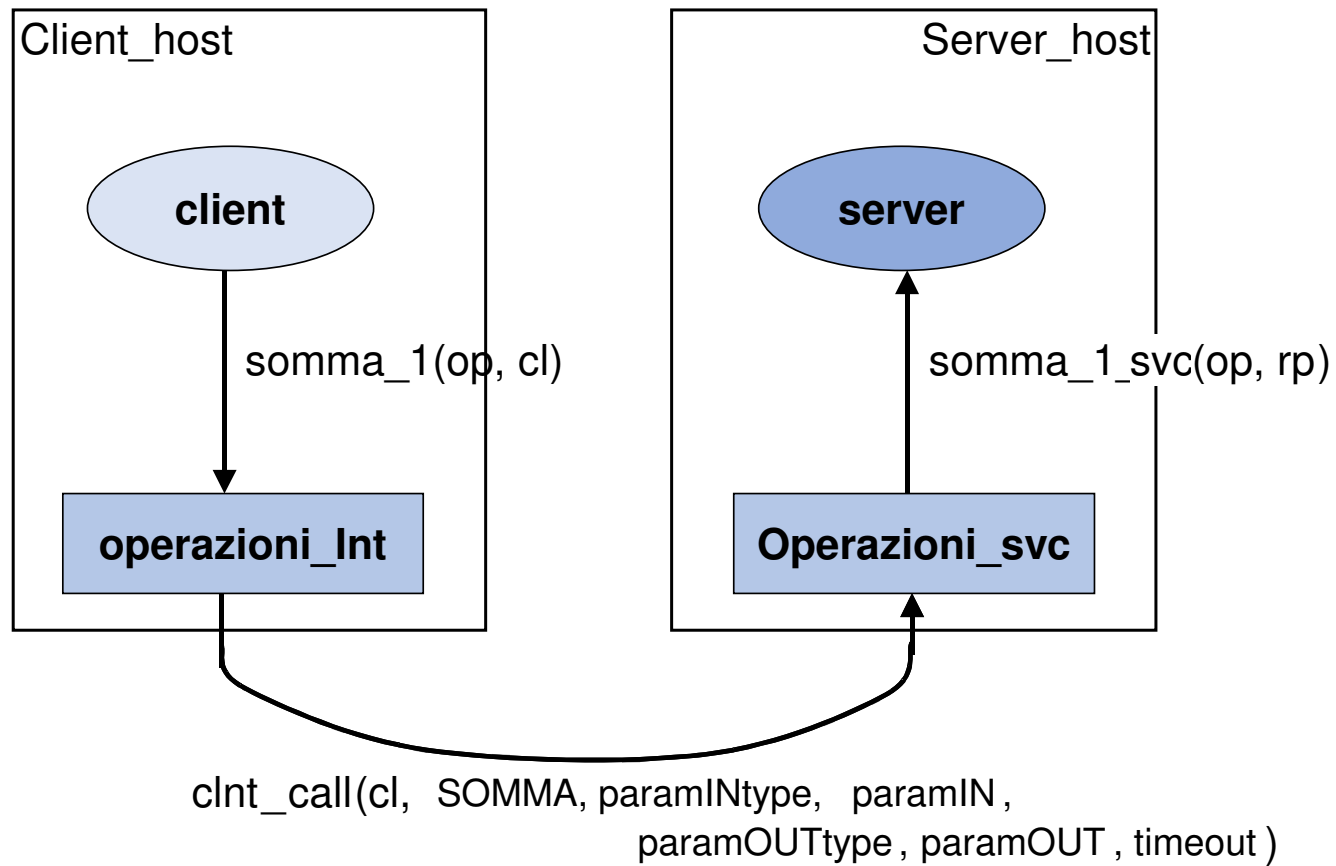 Client_host
Server_host
client
server
somma_1(op, cl)
somma_1_svc(op, rp)
operazioni_Int
Operazioni_svc
clnt_call(cl, SOMMA, paramINtype, paramIN ,
paramOUTtype , paramOUT , timeout )